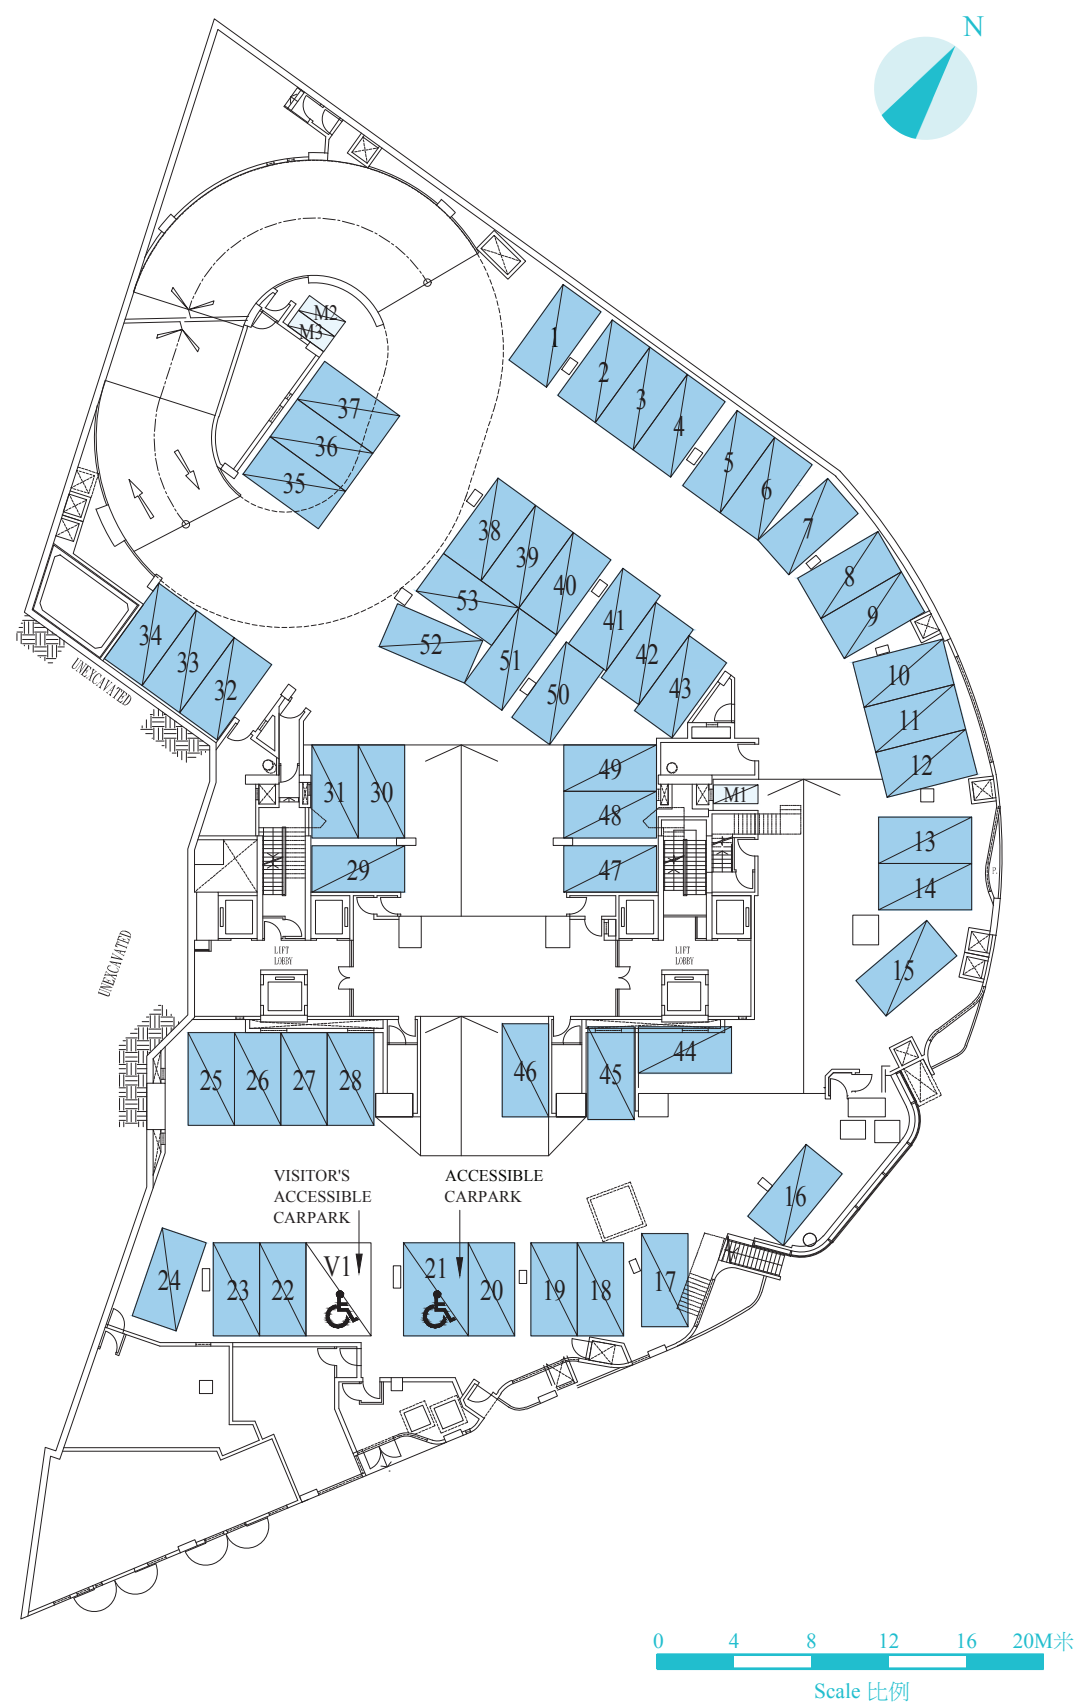 N
M2
M3
1
2
3
4
37
36
35
5
6
7
38
39
40
8
9
53
41
42
43
52
51
50
10
11
12
34
33
32
UNEXCAVATED
31
30
49
48
M1
29
47
13
14
15
LIFT
LOBBY
LIFT
LOBBY
UNEXCAVATED
25
26
27
28
46
45
44
16
VISITOR'S
ACCESSIBLE
CARPARK
ACCESSIBLE
CARPARK
24
23
22
V1
21
20
19
18
17
0 4 8 12 16 20M米
Scale 比例